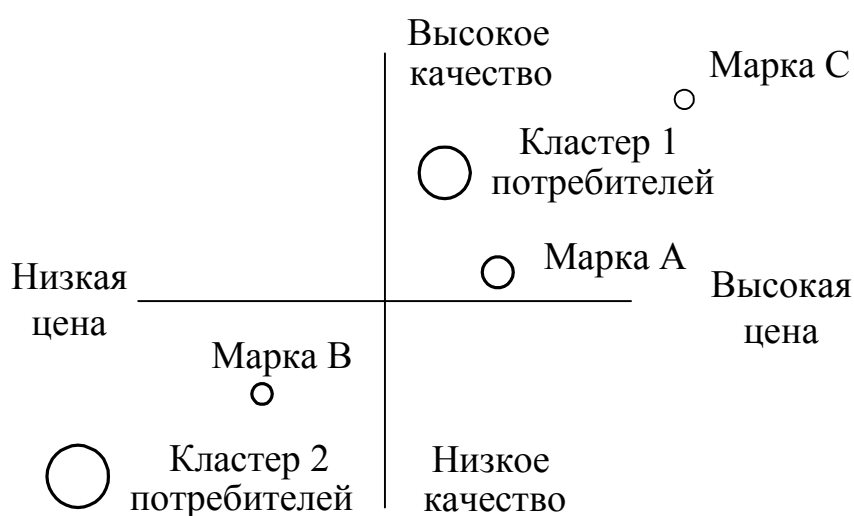 Высокое
качество
Марка С
Кластер 1
потребителей
Марка А
Низкая
цена
Высокая
цена
Марка В
Кластер 2
потребителей
Низкое
качество